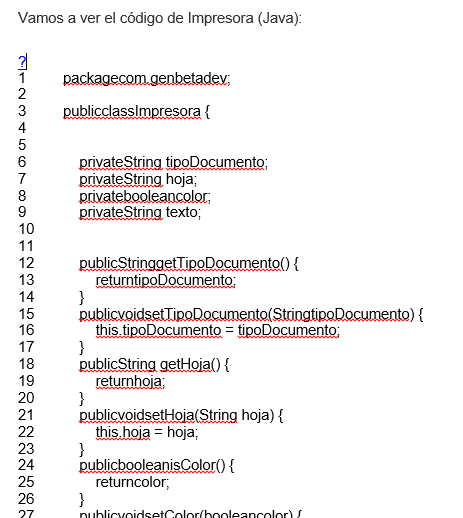 Vamos a ver el código de Impresora (Java):
?
1 packagecom.genbetadev;
2
3 publicclassImpresora {
4
5
6 privateString tipoDocumento;
7 privateString hoja;
8 privatebooleancolor;
9 privateString texto;
10
11
12 publicStringgetTipoDocumento() {
13 returntipoDocumento;
14 }
15 publicvoidsetTipoDocumento(StringtipoDocumento) {
16 this.tipoDocumento = tipoDocumento;
17 }
18 publicString getHoja() {
19 returnhoja;
20 }
21 publicvoidsetHoja(String hoja) {
22 this.hoja = hoja;
23 }
24 publicbooleanisColor() {
25 returncolor;
26 }
27 publicvoidsetColor(booleancolor) {